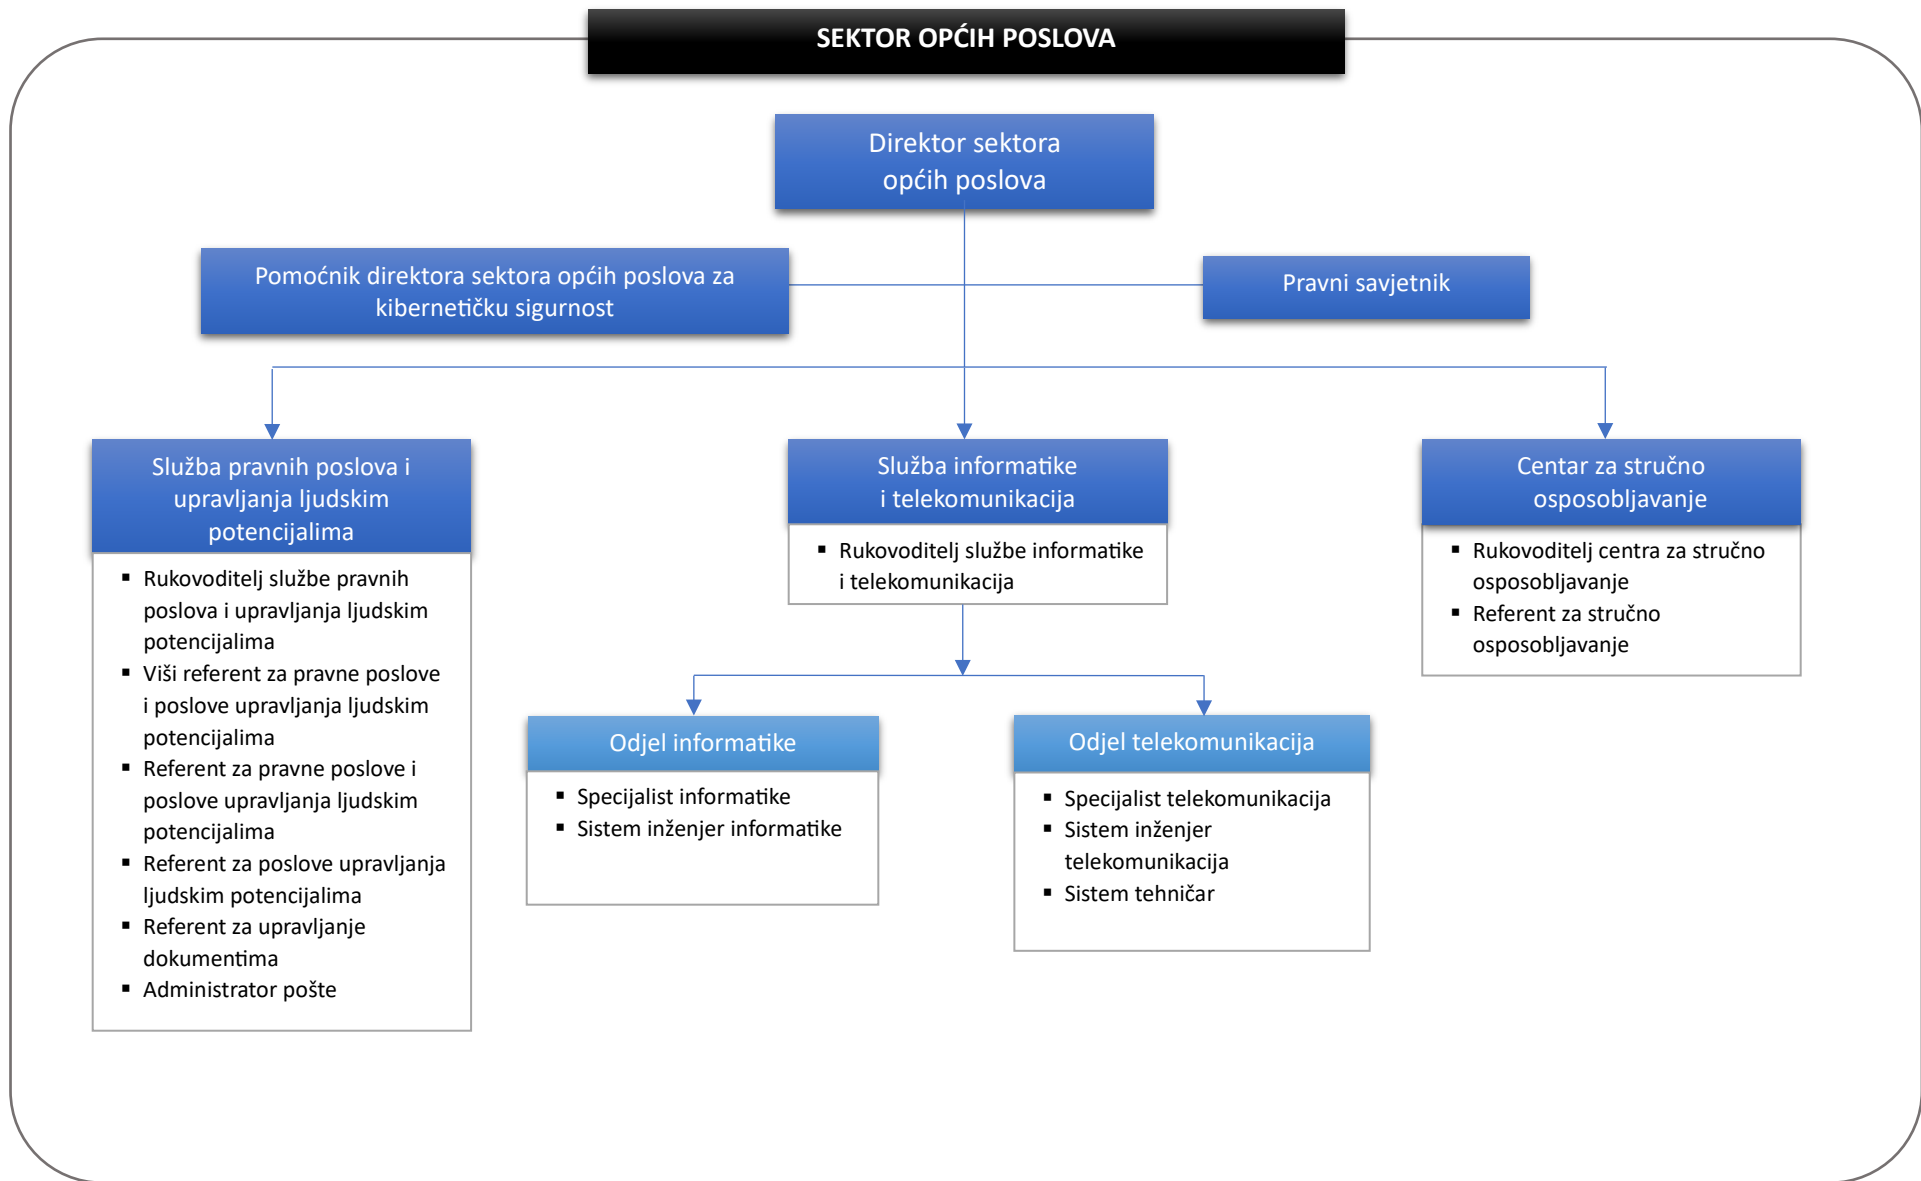 SEKTOR OPĆIH POSLOVA
Direktor sektora
općih poslova
Pomoćnik direktora sektora općih poslova za
kibernetičku sigurnost
Pravni savjetnik
Služba pravnih poslova i
upravljanja ljudskim
potencijalima
▪ Rukovoditelj službe pravnih
poslova i upravljanja ljudskim
potencijalima
▪ Viši referent za pravne poslove
i poslove upravljanja ljudskim
potencijalima
▪ Referent za pravne poslove i
poslove upravljanja ljudskim
potencijalima
▪ Referent za poslove upravljanja
ljudskim potencijalima
▪ Referent za upravljanje
dokumentima
▪ Administrator pošte
Služba informatike
i telekomunikacija
▪ Rukovoditelj službe informatike
i telekomunikacija
Odjel informatike
▪ Specijalist informatike
▪ Sistem inženjer informatike
Odjel telekomunikacija
▪ Specijalist telekomunikacija
▪ Sistem inženjer
telekomunikacija
▪ Sistem tehničar
Centar za stručno
osposobljavanje
▪ Rukovoditelj centra za stručno
osposobljavanje
▪ Referent za stručno
osposobljavanje